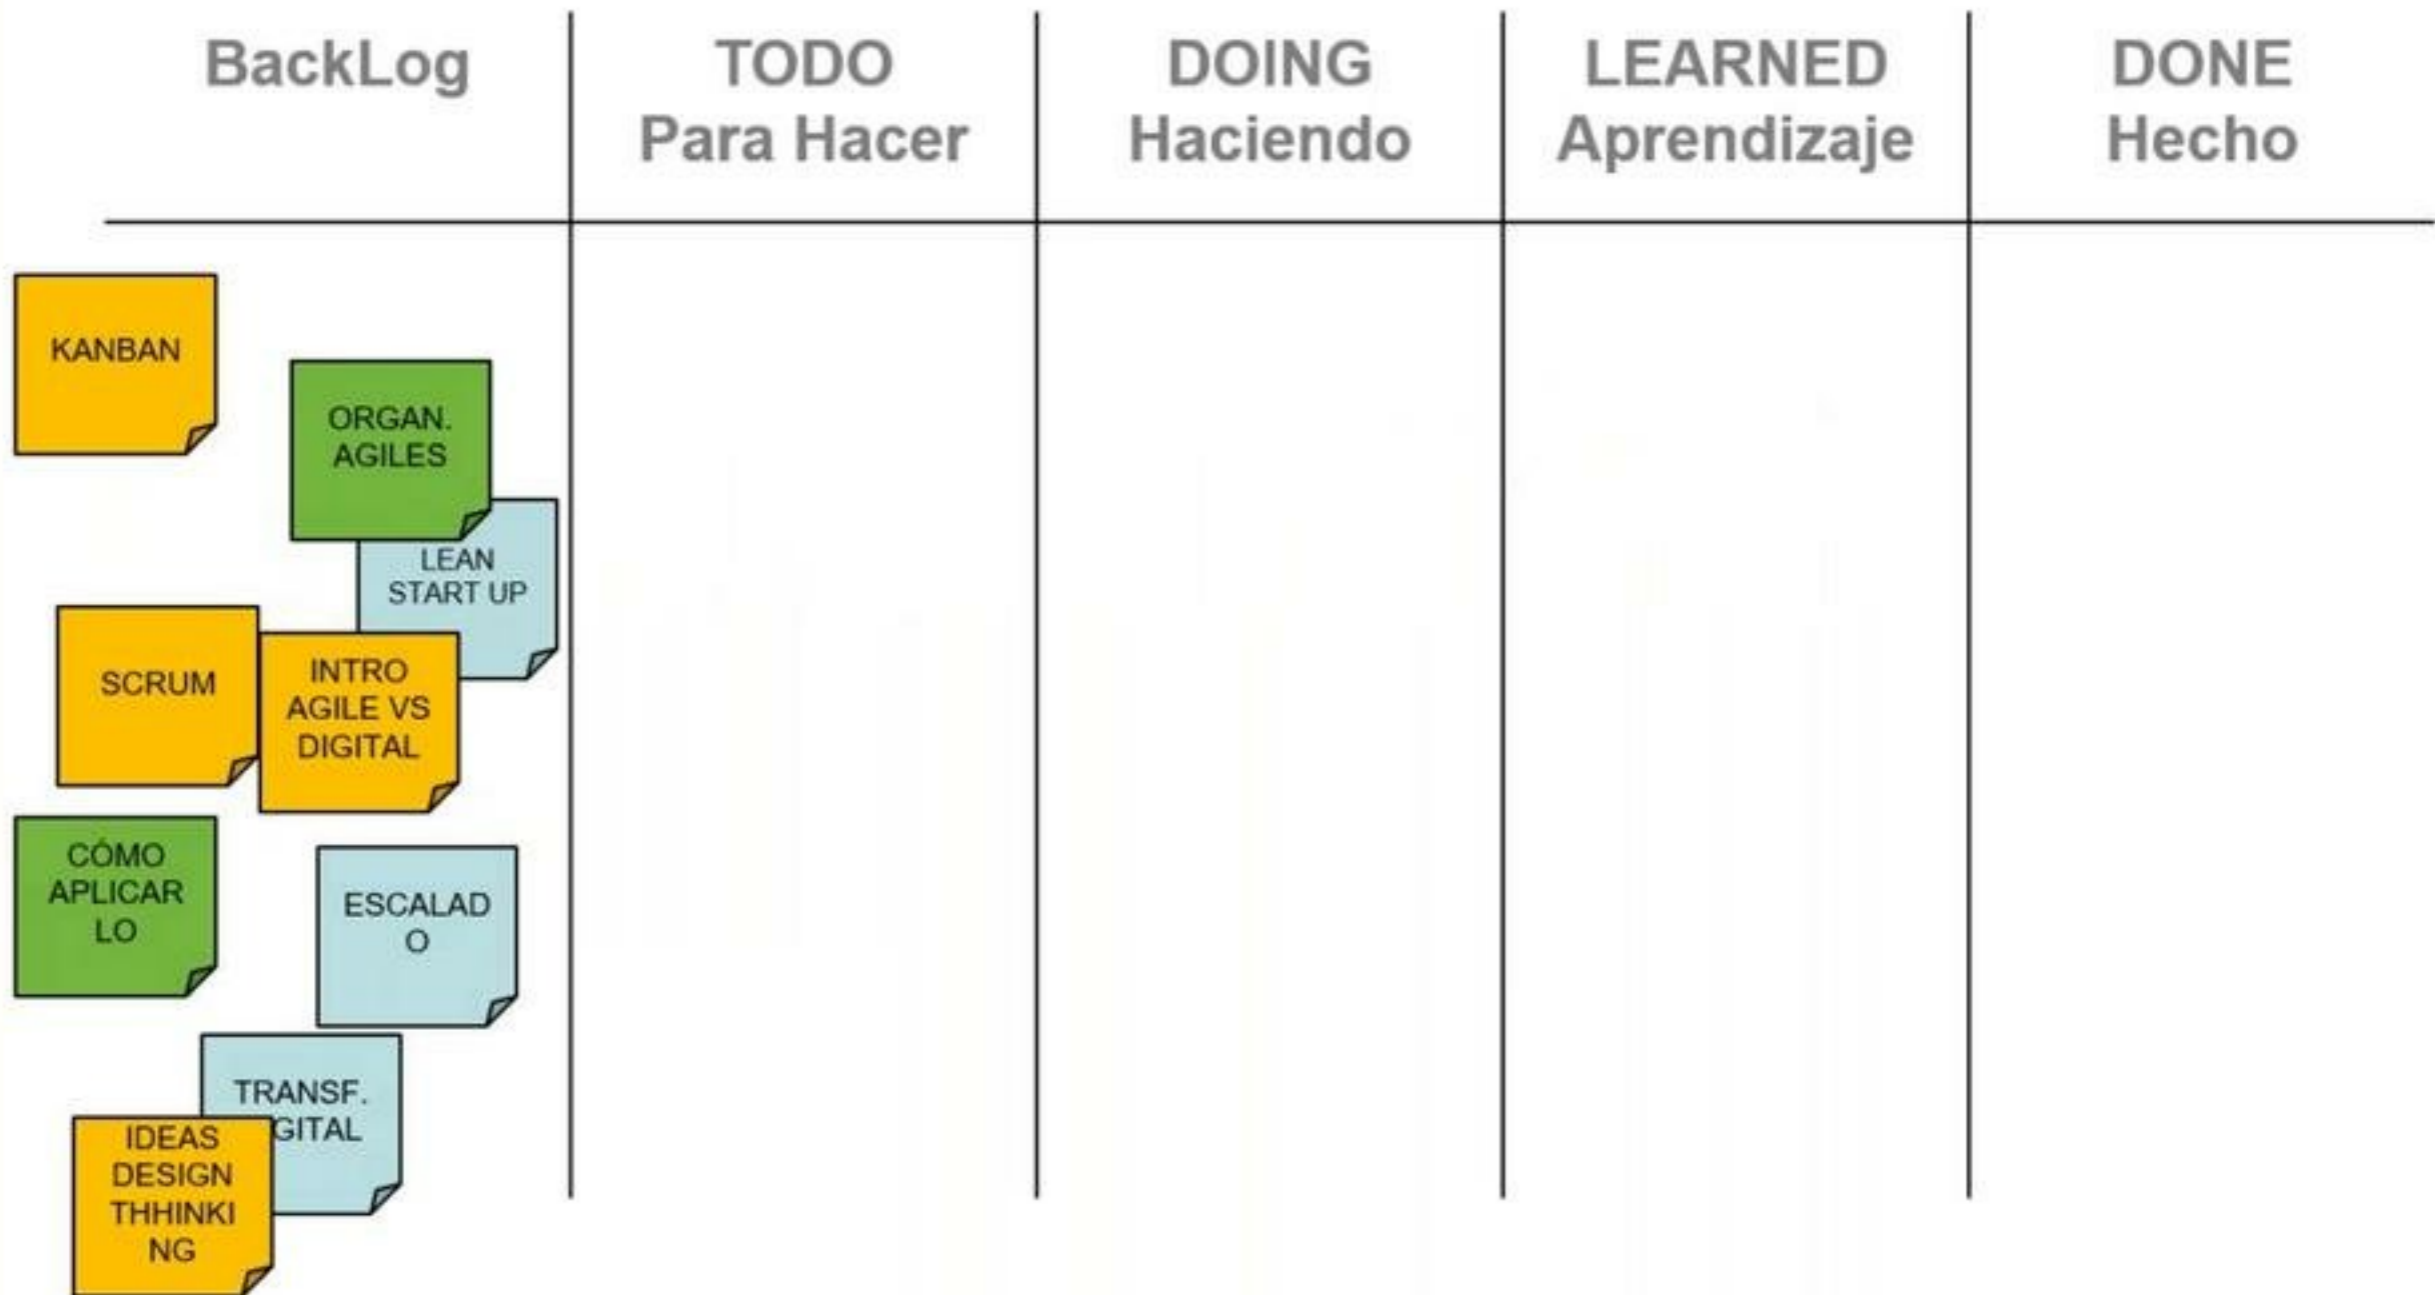 BackLog
TODO
Para Hacer
DOING
Haciendo
LEARNED
Aprendizaje
DONE
Hecho
KANBAN
ORGAN.
AGILES
LEAN
START UP
SCRUM
INTRO
AGILE VS
DIGITAL
CÓMO
APLICAR
LO
ESCALAD
O
TRANSF.
GITAL
IDEAS
DESIGN
THHINKI
NG